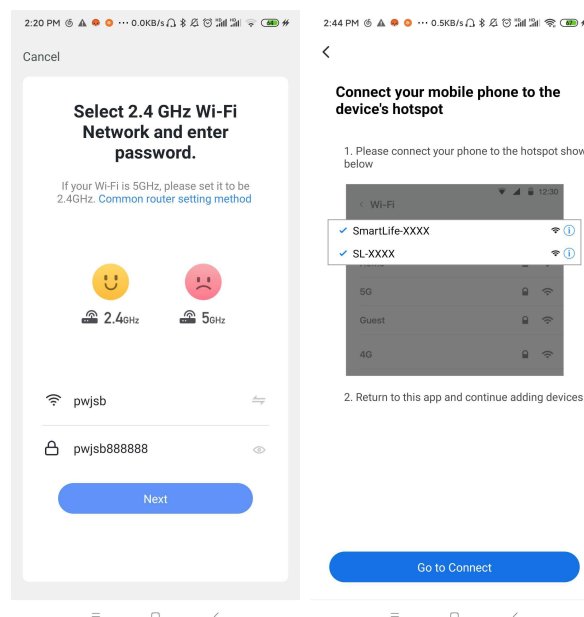 2:20 PM
0.0KB/s
64
Cancel
Select 2.4 GHz Wi-Fi
Network and enter
password.
If your Wi-Fi is 5GHz, please set it to be
2.4GHz. Common router setting method
2.4GHz
5GHz
pwjsb
pwjsb888888
Next
2:44 PM
0.5KB/s
67
Connect your mobile phone to the
device's hotspot
1. Please connect your phone to the hotspot show
below
12:30
Wi-Fi
SmartLife-XXXX
SL-XXXX
5G
Guest
4G
2. Return to this app and continue adding devices
Go to Connect